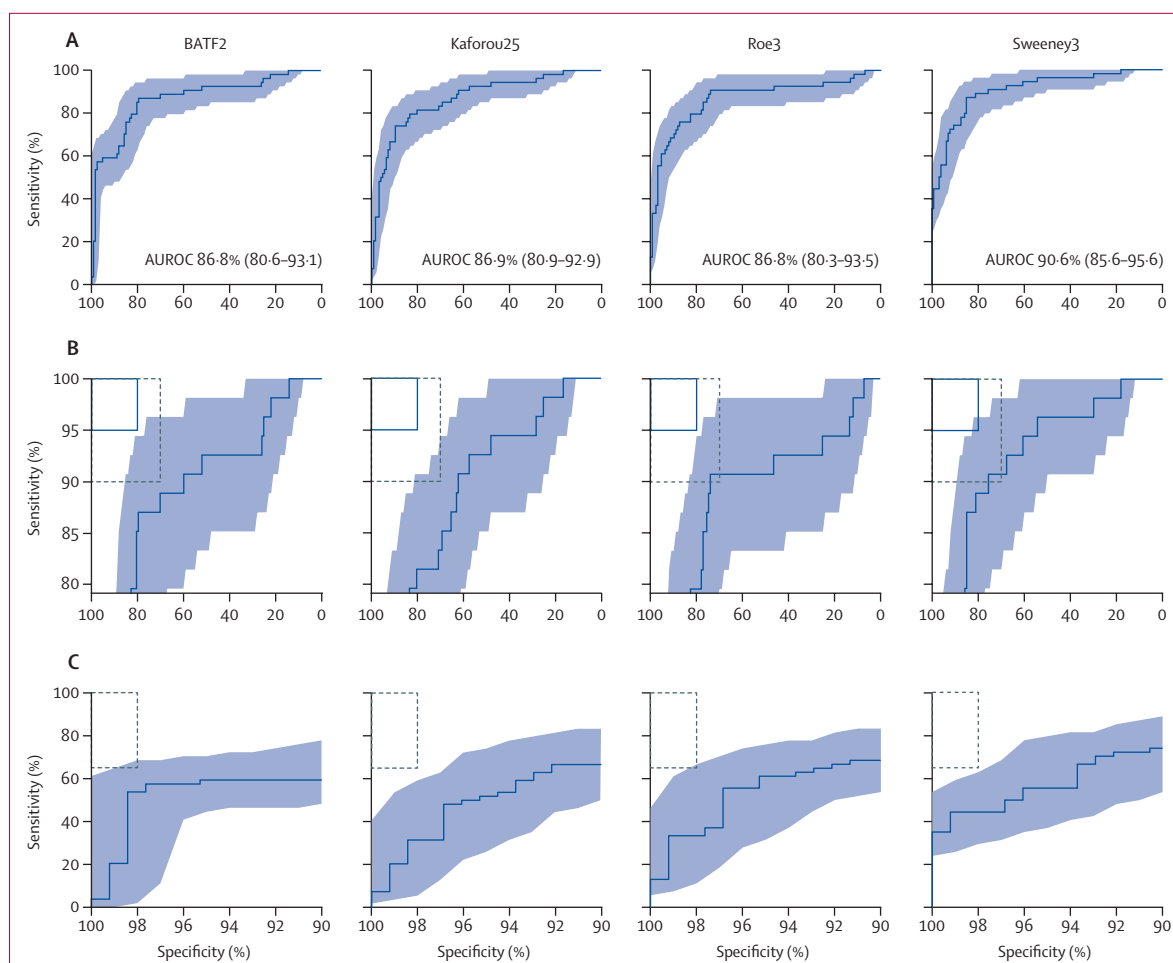 A
BATF2
Kaforou25
Roe3
Sweeney3
Sensitivity (%)
100
80
60
40
20
0
AUROC 86·8% (80·6–93·1)
AUROC 86·9% (80·9–92·9)
AUROC 86·8% (80·3–93·5)
AUROC 90·6% (85·6–95·6)
100 80 60 40 20 0
100 80 60 40 20 0
100 80 60 40 20 0
100 80 60 40 20 0
B
Sensitivity (%)
100
95
90
85
80
100 80 60 40 20 0
100 80 60 40 20 0
100 80 60 40 20 0
100 80 60 40 20 0
C
Sensitivity (%)
100
80
60
40
20
0
100 98 96 94 92 90
100 98 96 94 92 90
100 98 96 94 92 90
100 98 96 94 92 90
Specificity (%)
Specificity (%)
Specificity (%)
Specificity (%)